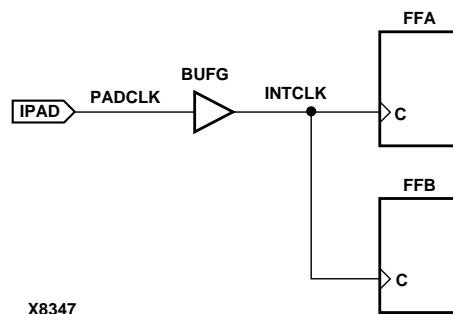 FFA
BUFG
IPAD
PADCLK
INTCLK
C
FFB
C
X8347